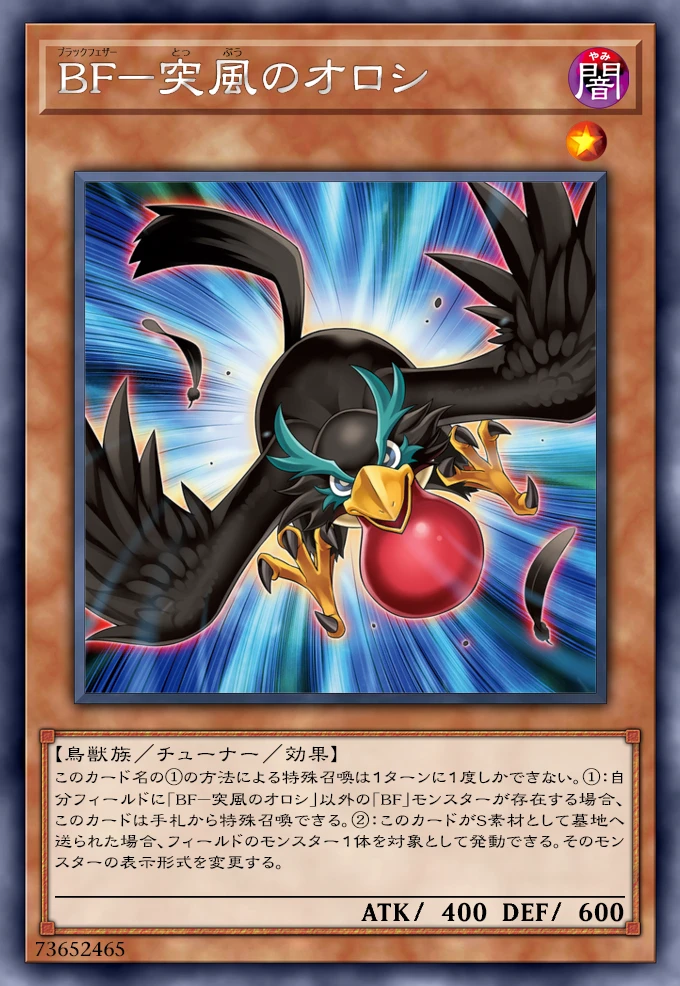 ブラックフェザー とっ ぷう
BF－突風のオロシ
やみ
闇
【鳥獣族／チューナー／効果】
このカード名の①の方法による特殊召喚は１ターンに１度しかできない。①：自
分フィールドに「BF－突風のオロシ」以外の「BF」モンスターが存在する場合、
このカードは手札から特殊召喚できる。②：このカードがS素材として墓地へ
送られた場合、フィールドのモンスター１体を対象として発動できる。そのモン
スターの表示形式を変更する。
ATK/ 400 DEF/ 600
73652465